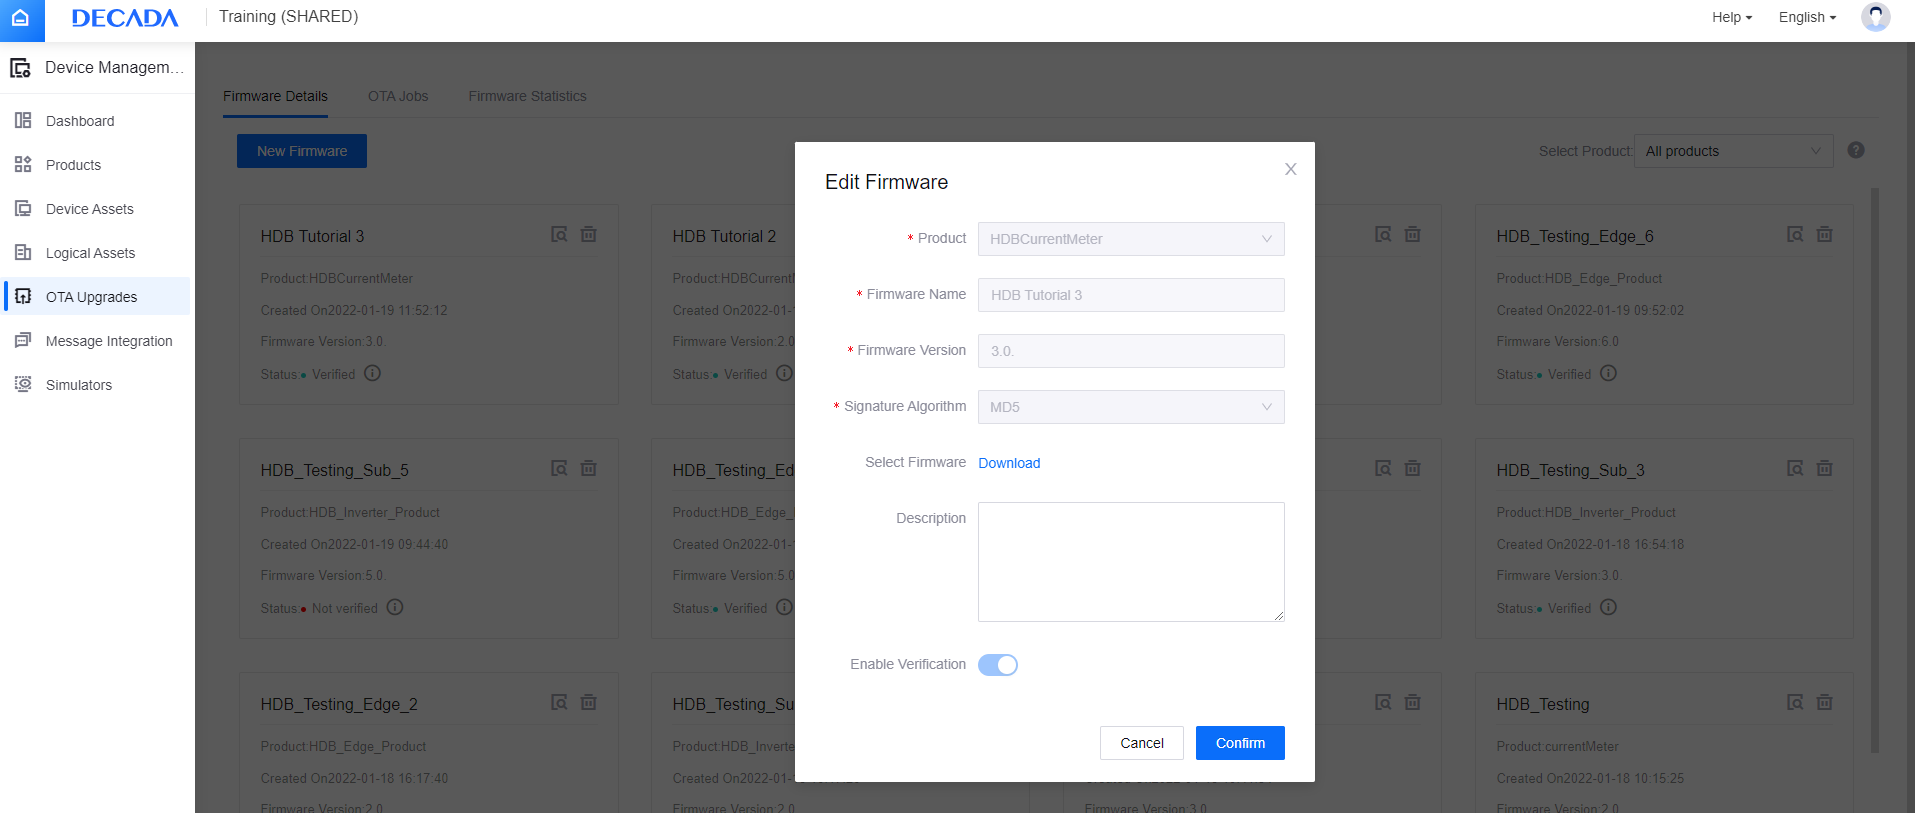 DECADA
Training (SHARED)
Help
English
Device Managem...
Dashboard
Products
Device Assets
Logical Assets
OTA Upgrades
Message Integration
Simulators
Firmware Details
OTA Jobs
Firmware Statistics
New Firmware
Select Product:
All products
HDB Tutorial 3
Product:HDBCurrentMeter
Created On2022-01-19 11:52:12
Firmware Version:3.0.
Status: Verified
HDB Tutorial 2
Product:HDBCurrent
Created On2022-01-
Firmware Version:2.0
Status: Verified
HDB_Testing_Edge_6
Product:HDB_Edge_Product
Created On2022-01-19 09:52:02
Firmware Version:6.0
Status: Verified
HDB_Testing_Sub_5
Product:HDB_Inverter_Product
Created On2022-01-19 09:44:40
Firmware Version:5.0.
Status: Not verified
HDB_Testing_Ed
Product:HDB_Edge_
Created On2022-01-
Firmware Version:5.0
Status: Verified
HDB_Testing_Sub_3
Product:HDB_Inverter_Product
Created On2022-01-18 16:54:18
Firmware Version:3.0.
Status: Verified
HDB_Testing_Edge_2
Product:HDB_Edge_Product
Created On2022-01-18 16:17:40
Firmware Version:2.0
HDB_Testing_Su
Product:HDB_Inverte
Created On2022-01-
Firmware Version:2.0
Firmware Version:3.0
HDB_Testing
Product:currentMeter
Created On2022-01-18 10:15:25
Firmware Version:2.0
Edit Firmware
* Product
HDBCurrentMeter
* Firmware Name
HDB Tutorial 3
* Firmware Version
3.0.
* Signature Algorithm
MD5
Select Firmware
Download
Description
Enable Verification
Cancel
Confirm